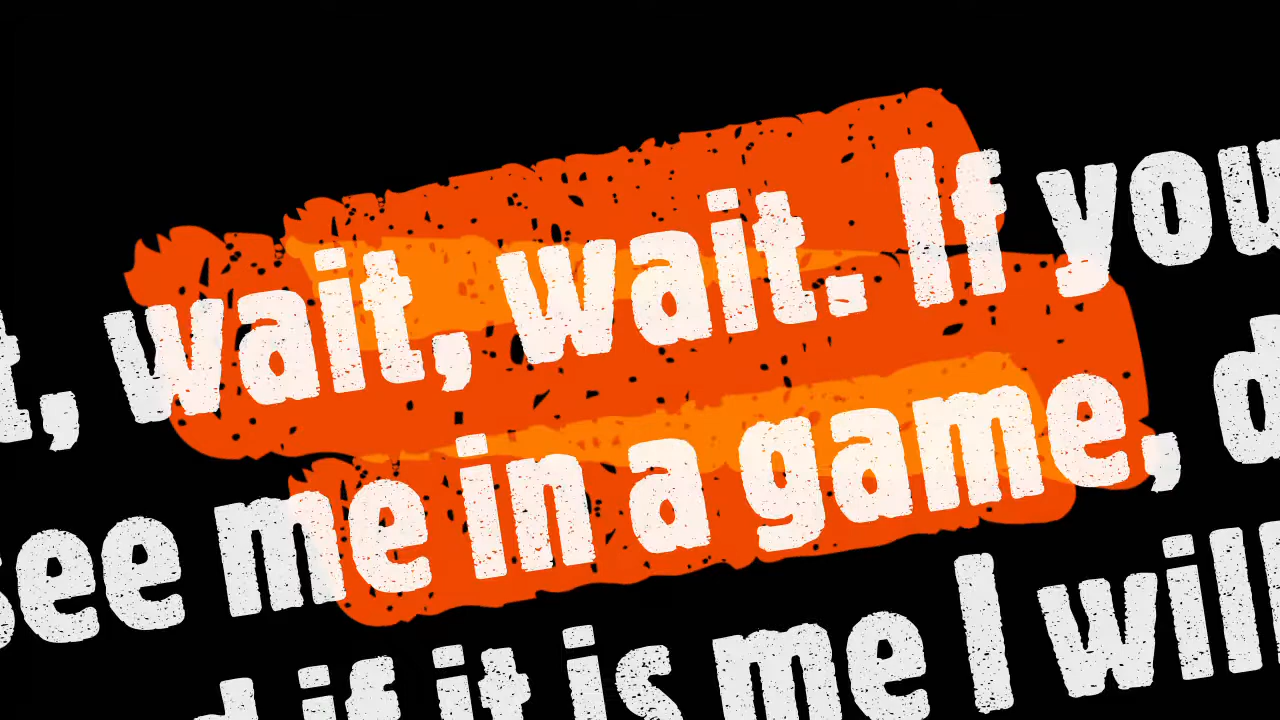 wait, wait. If you
see me in a game,
if it is me I will